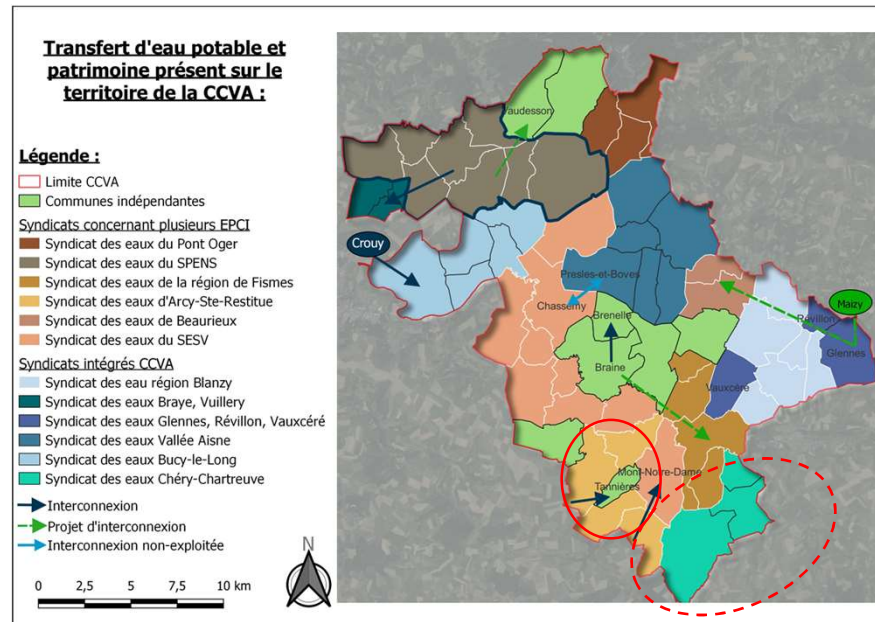 Transfert d'eau potable et
patrimoine présent sur le
territoire de la CCVA :
Légende :
Limite CCVA
Communes indépendantes
Syndicats concernant plusieurs EPCI
Syndicat des eaux du Pont Oger
Syndicat des eaux du SPENS
Syndicat des eaux de la région de Fismes
Syndicat des eaux d'Arcy-Ste-Restitue
Syndicat des eaux de Beaurieux
Syndicat des eaux du SESV
Syndicats intégrés CCVA
Syndicat des eau région Blanzy
Syndicat des eaux Braye, Vuillery
Syndicat des eaux Glennes, Révillon, Vauxcéré
Syndicat des eaux Vallée Aisne
Syndicat des eaux Bucy-le-Long
Syndicat des eaux Chéry-Chartreuve
Interconnexion
Projet d'interconnexion
Interconnexion non-exploitée
N
0 2,5 5 7,5 10 km
Vaudesson
Crouy
Presles-et-Boves
Chassemy
Maizy
Brenelle
Révillon
Glennes
Braine
Vauxcéré
Mont-Notre-Dame
Tannières